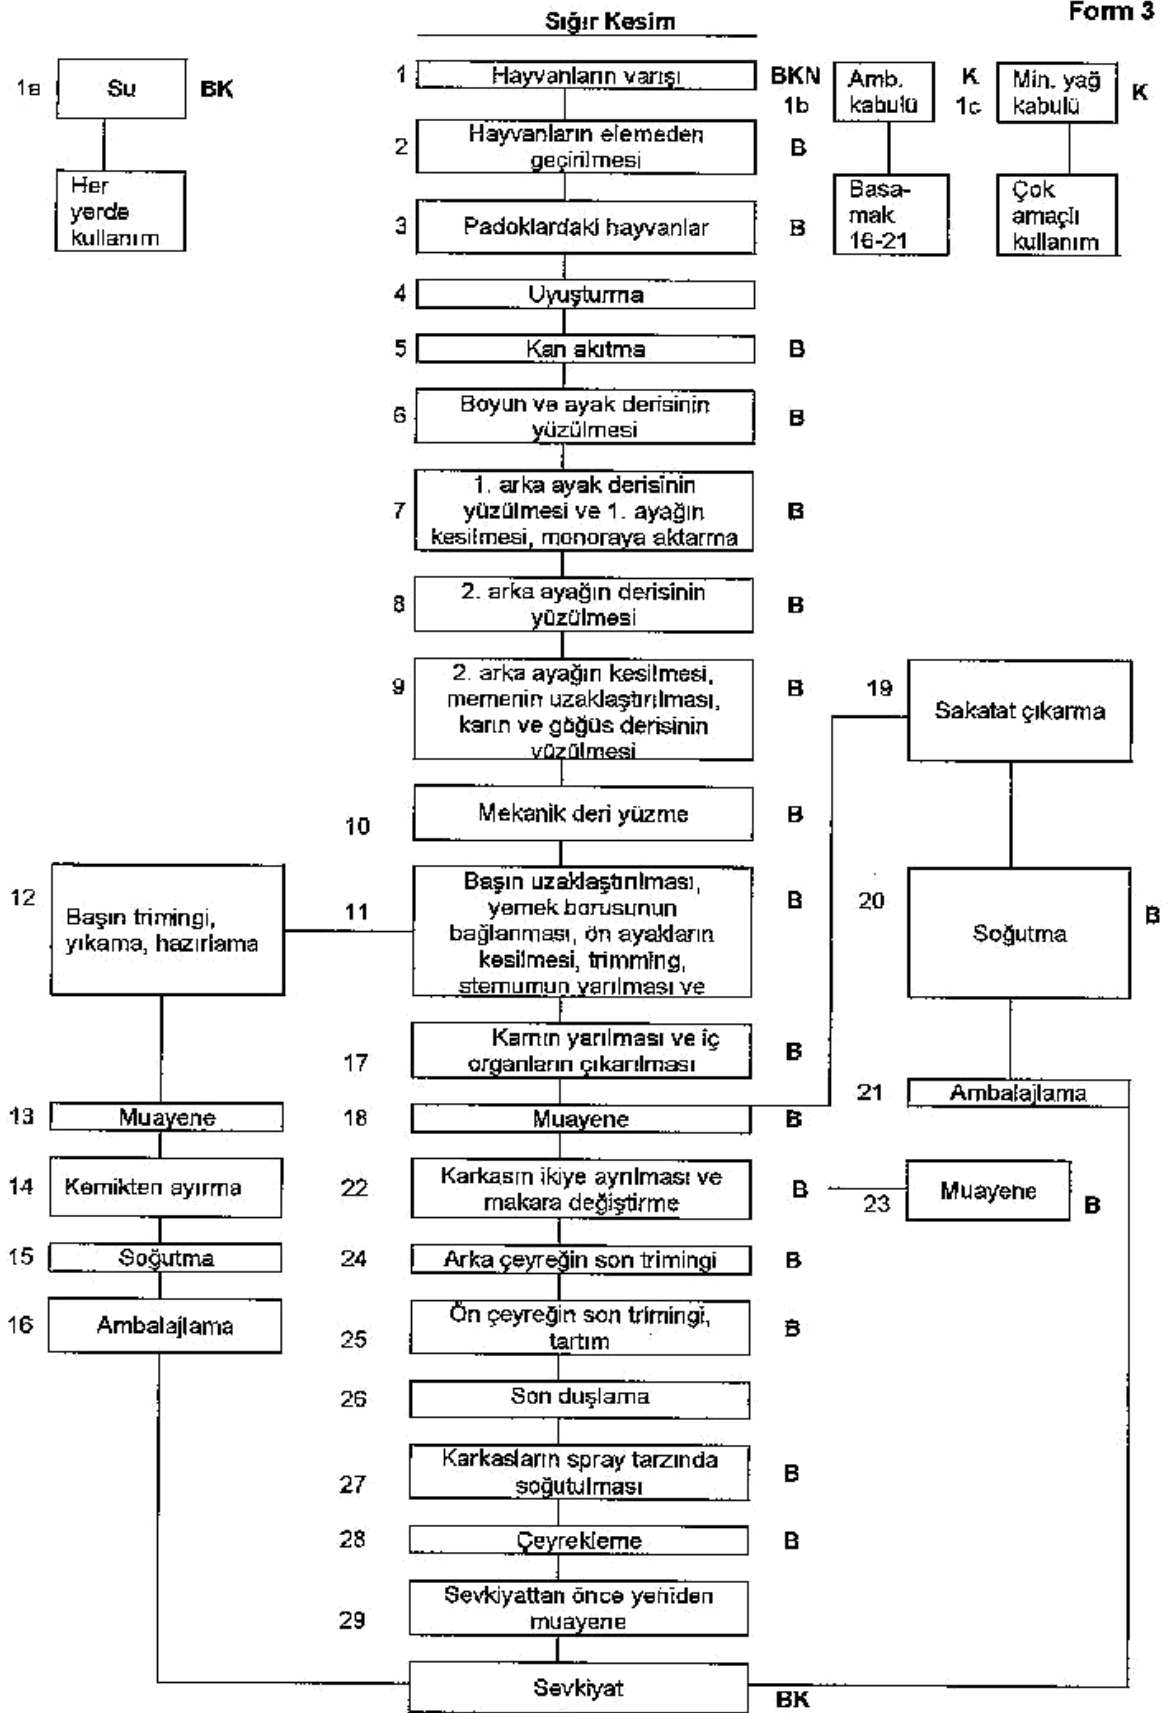 Form 3
Sığır Kesim
1a
Su
BK
Her
yerde
kullanım
1
Hayvanların varışı
BKN
1b
Amb.
kabulü
K
1c
Min. yağ
kabulü
K
Basa-
mak
16-21
Çok
amaçlı
kullanım
2
Hayvanların elemeden
geçirilmesi
B
3
Padoklardaki hayvanlar
B
4
Uyuşturma
5
Kan akıtma
B
6
Boyun ve ayak derisinin
yüzülmesi
B
7
1. arka ayak derisinin
yüzülmesi ve 1. ayağın
kesilmesi, monoraya aktarma
B
8
2. arka ayağın derisinin
yüzülmesi
B
9
2. arka ayağın kesilmesi,
memenin uzaklaştırılması,
karın ve göğüs derisinin
yüzülmesi
B
10
Mekanik deri yüzme
B
11
Başın uzaklaştırılması,
yemek borusunun
bağlanması, ön ayakların
kesilmesi, trimming,
sternumun yarılması ve
B
12
Başın trimingi,
yıkama, hazırlama
13
Muayene
14
Kemikten ayırma
15
Soğutma
16
Ambalajlama
17
Karnın yarılması ve iç
organların çıkarılması
B
18
Muayene
B
19
Sakatat çıkarma
20
Soğutma
B
21
Ambalajlama
22
Karkasın ikiye ayrılması ve
makara değiştirme
B
23
Muayene
B
24
Arka çeyreğin son trimingi
B
25
Ön çeyreğin son trimingi,
tartım
B
26
Son duşlama
27
Karkasların spray tarzında
soğutulması
B
28
Çeyrekleme
B
29
Sevkiyattan önce yeniden
muayene
Sevkiyat
BK